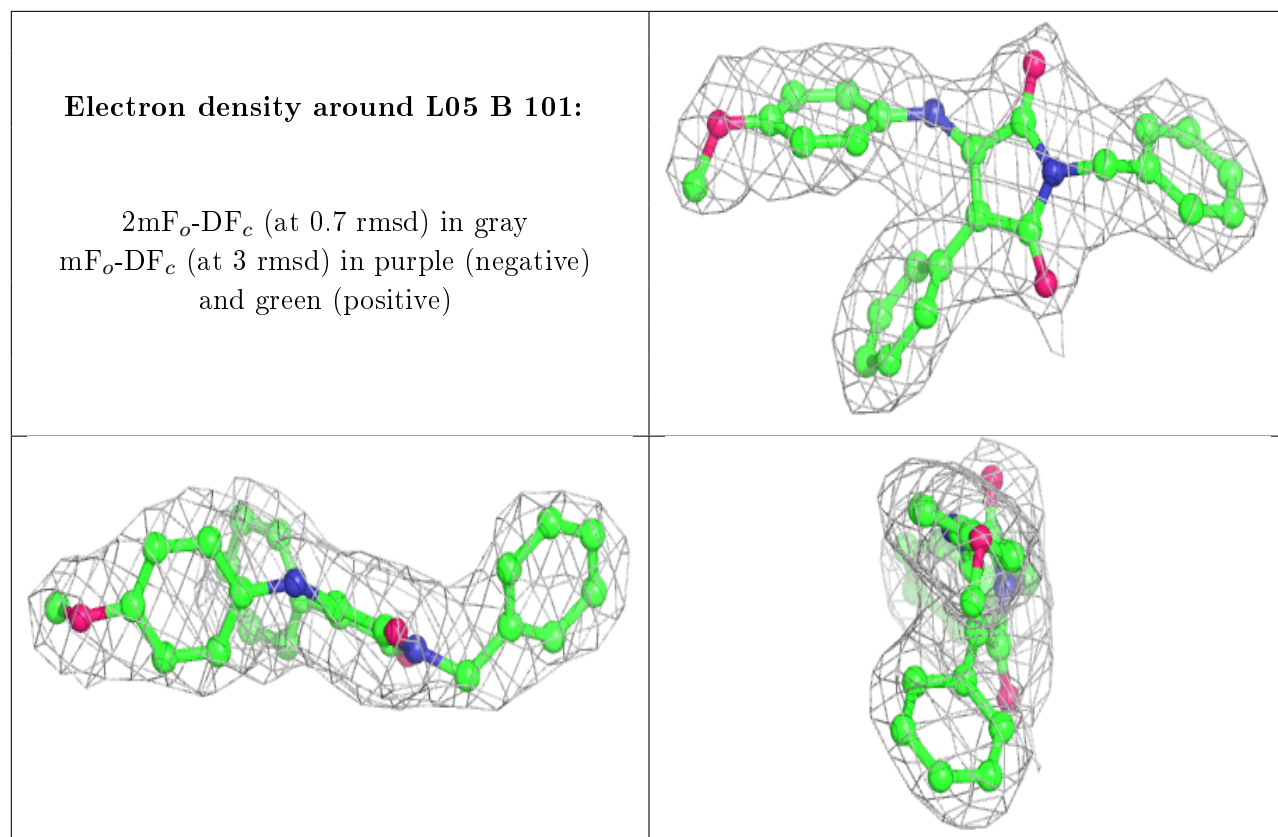 Electron density around L05 B 101:
2mFₒ-DF𝒸 (at 0.7 rmsd) in gray
mFₒ-DF𝒸 (at 3 rmsd) in purple (negative)
and green (positive)